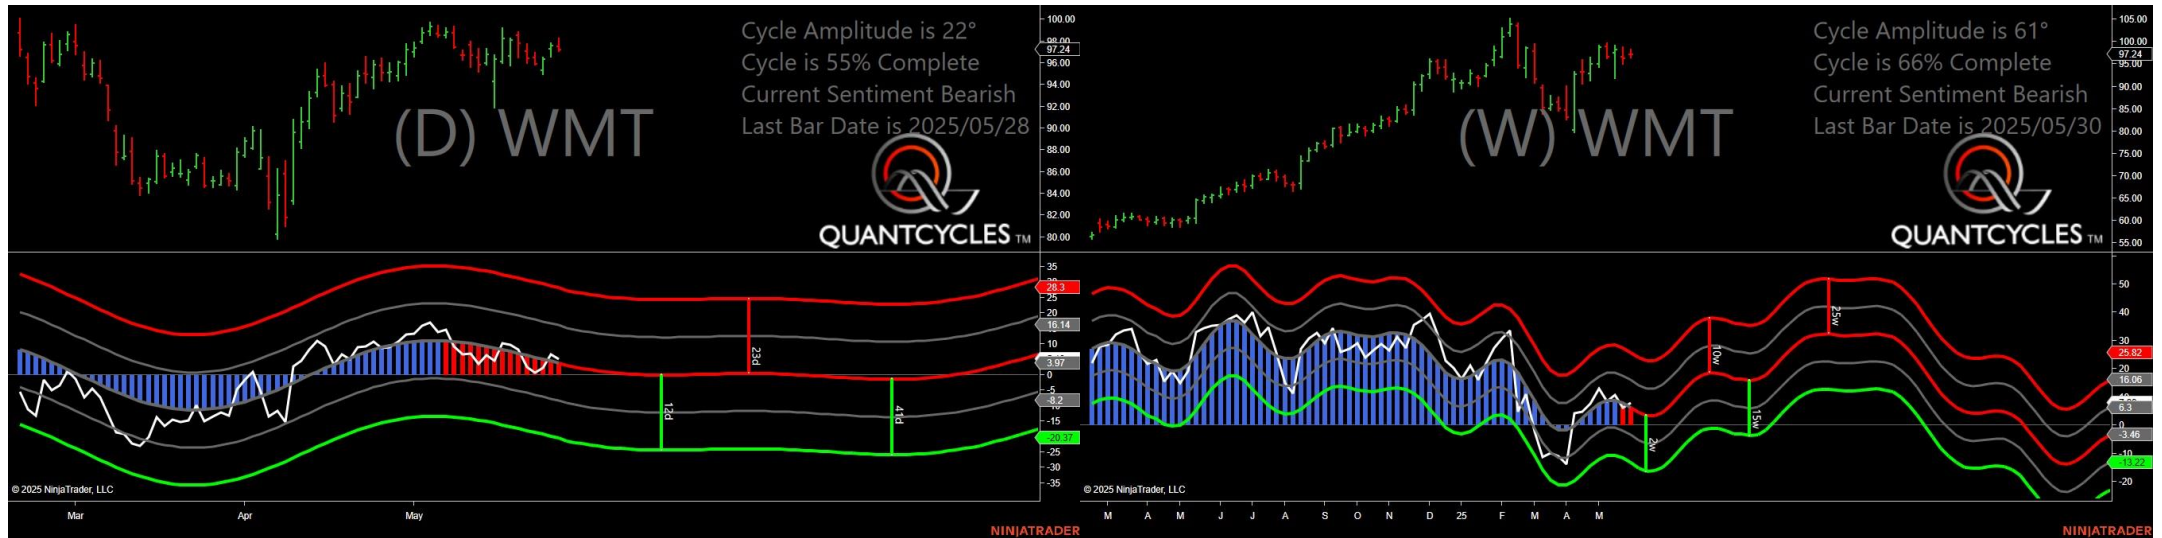 Cycle Amplitude is 22°
Cycle is 55% Complete
Current Sentiment Bearish
Last Bar Date is 2025/05/28
(D) WMT
QUANTCYCLES TM
100.00
98.00
97.24
96.00
94.00
92.00
90.00
88.00
86.00
84.00
82.00
80.00
35
28.3
25
20
16.14
10
3.97
0
-5
-8.2
-15
-20.37
-25
-35
23d
12d
41d
© 2025 NinjaTrader, LLC
Mar
Apr
May
NINJATRADER
Cycle Amplitude is 61°
Cycle is 66% Complete
Current Sentiment Bearish
Last Bar Date is 2025/05/30
(W) WMT
QUANTCYCLES TM
105.00
100.00
97.24
95.00
90.00
85.00
80.00
75.00
70.00
65.00
60.00
55.00
50
40
30
25.82
20
16.06
6.3
0
-3.46
-10
-13.22
-20
10w
25w
2w
15w
© 2025 NinjaTrader, LLC
M A M J J A S O N D 25 F M A M
NINJATRADER